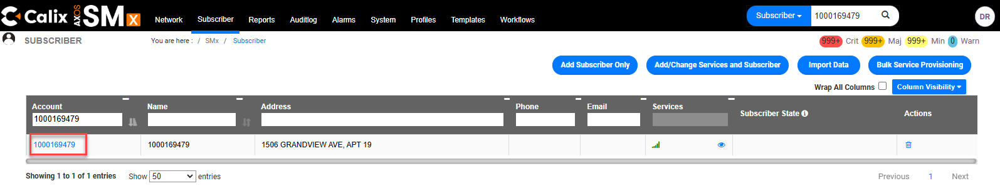 Calix AXOS SMx Network Subscriber Reports Auditlog Alarms System Profiles Templates Workflows Subscriber 1000169479 DR
SUBSCRIBER You are here : / SMx / Subscriber 999+ Crit 999+ Maj 999+ Min 0 Warn
Add Subscriber Only Add/Change Services and Subscriber Import Data Bulk Service Provisioning
Wrap All Columns Column Visibility
Account Name Address Phone Email Services Subscriber State Actions
1000169479
1000169479 1000169479 1506 GRANDVIEW AVE, APT 19
Showing 1 to 1 of 1 entries Show 50 entries Previous 1 Next